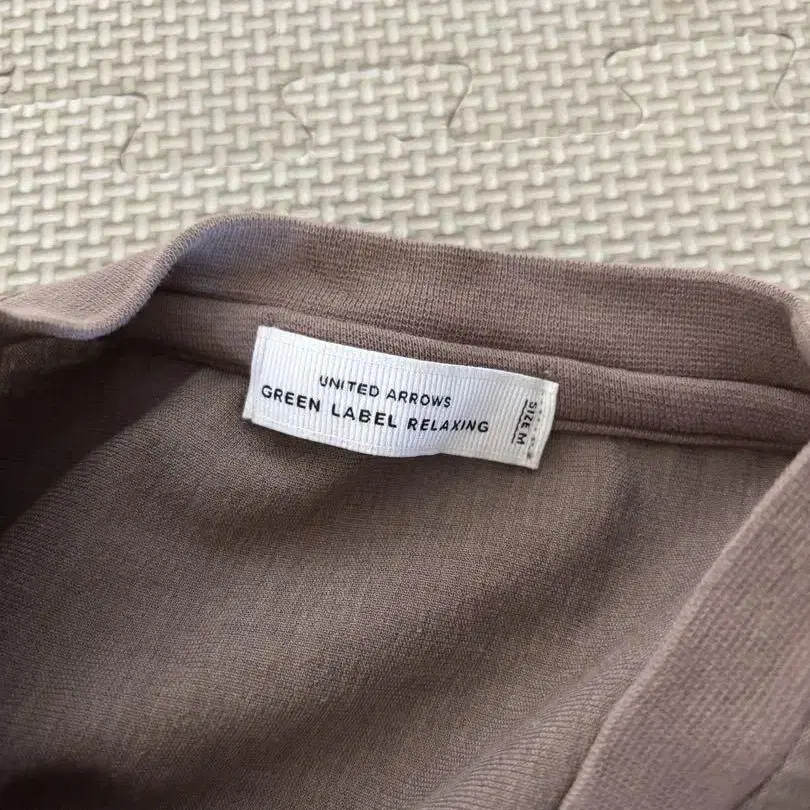 UNITED ARROWS
GREEN LABEL RELAXING
SIZE M